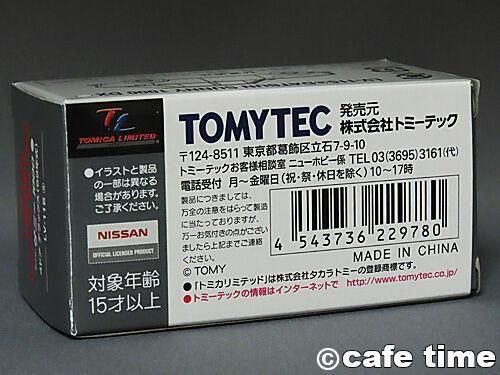 TLC
TOMICA LIMITED
●イラストと製品
の一部は異なる
場合があります。
ご了承ください。
NISSAN
OFFICIAL LICENSED PRODUCT
対象年齢
15才以上
TOMYTEC
発売元
株式会社トミーテック
〒124-8511 東京都葛飾区立石7-9-10
トミーテックお客様相談室 ニューホビー係 TEL 03(3695)3161(代)
電話受付 月～金曜日(祝・祭・休日を除く)10～17時
製品につきましては、
万全の注意をはらって製造
に当たっておりますが、
万一お気付きの点がござい
ましたら上記までご連絡
ください。
4 543736 229780
© TOMY
MADE IN CHINA
●「トミカリミテッド」は株式会社タカラトミーの登録商標です。
●トミーテックの情報はインターネットで http://www.tomytec.co.jp/
©cafe time